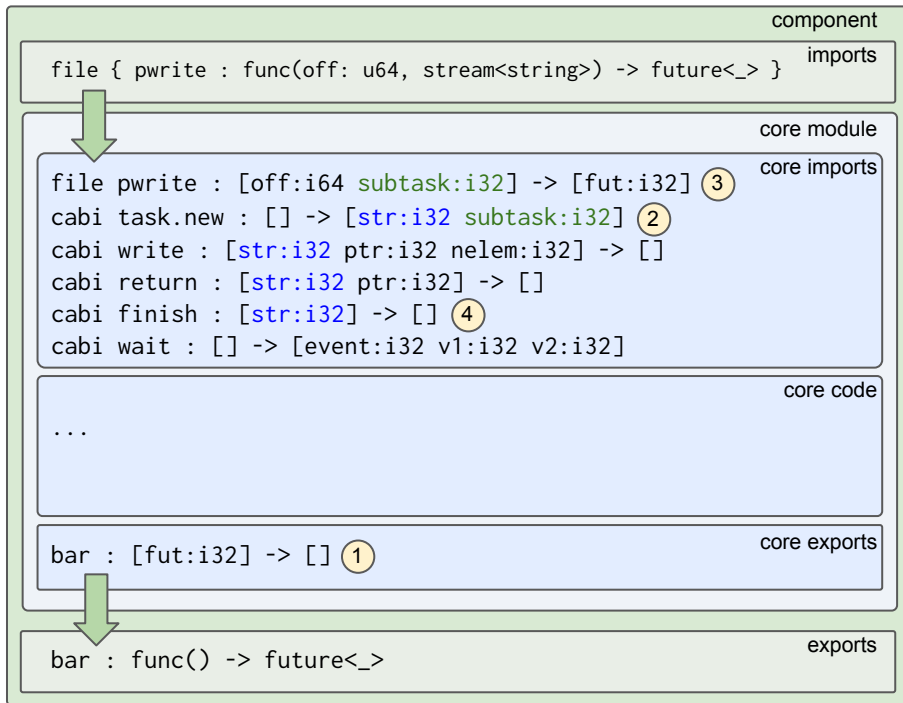 component
imports
file { pwrite : func(off: u64, stream<string>) -> future<_> }
core module
core imports
file pwrite : [off:i64 subtask:i32] -> [fut:i32] 3
cabi task.new : [] -> [str:i32 subtask:i32] 2
cabi write : [str:i32 ptr:i32 nelem:i32] -> []
cabi return : [str:i32 ptr:i32] -> []
cabi finish : [str:i32] -> [] 4
cabi wait : [] -> [event:i32 v1:i32 v2:i32]
core code
...
core exports
bar : [fut:i32] -> [] 1
exports
bar : func() -> future<_>